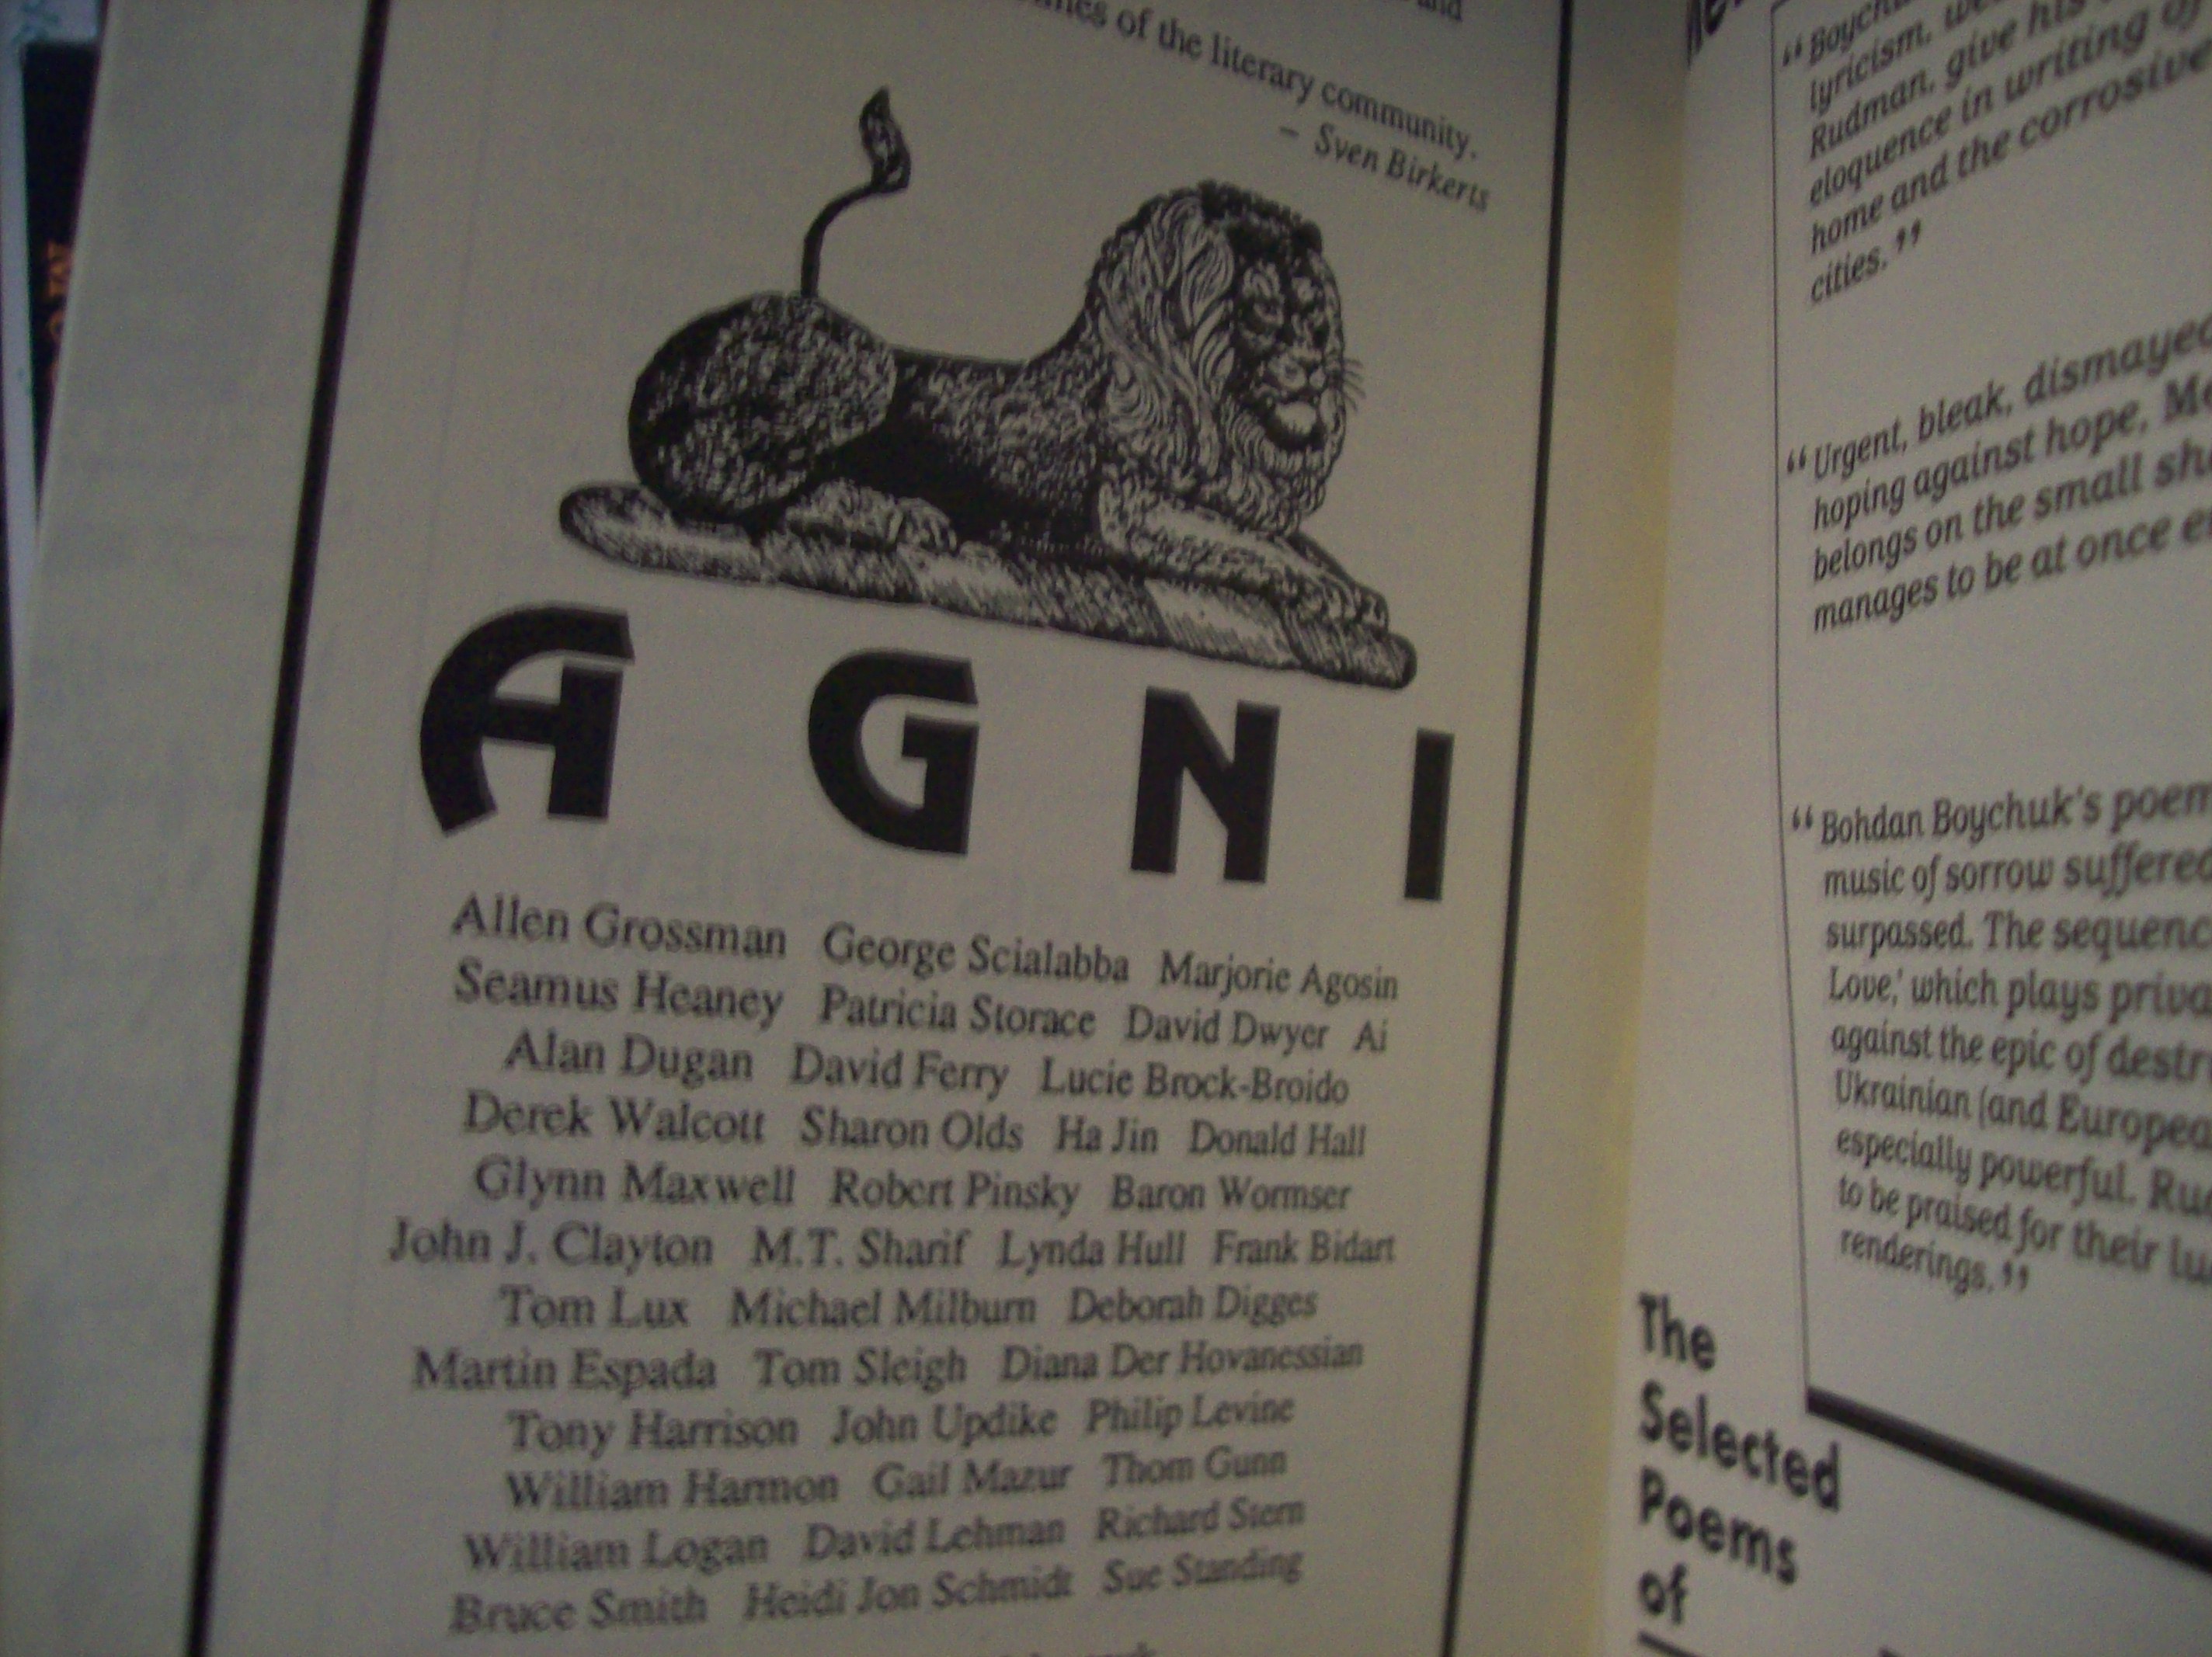 and
of the literary community.
– Sven Birkerts
AGNI
Allen Grossman George Scialabba Marjorie Agosin
Seamus Heaney Patricia Storace David Dwyer Ai
Alan Dugan David Ferry Lucie Brock-Broido
Derek Walcott Sharon Olds Ha Jin Donald Hall
Glynn Maxwell Robert Pinsky Baron Wormser
John J. Clayton M.T. Sharif Lynda Hull Frank Bidart
Tom Lux Michael Milburn Deborah Digges
Martin Espada Tom Sleigh Diana Der Hovanessian
Tony Harrison John Updike Philip Levine
William Harmon Gail Mazur Thom Gunn
William Logan David Lehman Richard Stern
Bruce Smith Heidi Jon Schmidt Sue Standing
lyricism,
Rudman, give his
eloquence in writing of
home and the corrosive
cities.”
“Urgent, bleak, dismayed
hoping against hope,
belongs on the small
manages to be at once
“Bohdan Boychuk's
music of sorrow suffered
surpassed. The
Love,' which plays
against the epic of
Ukrainian (and
especially powerful.
to be praised for their
renderings.”
The
Selected
Poems
of